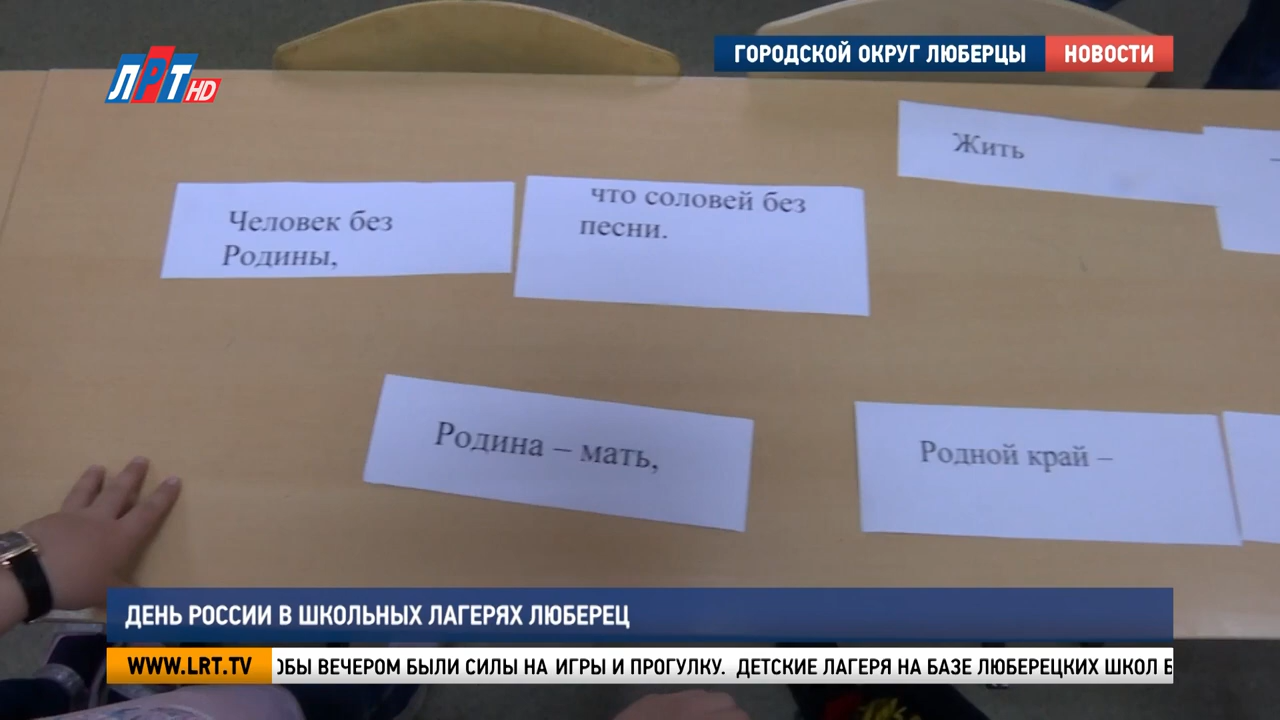 ЛРТ HD
ГОРОДСКОЙ ОКРУГ ЛЮБЕРЦЫ НОВОСТИ
Жить
Человек без
Родины,
что соловей без
песни.
Родина – мать,
Родной край –
ДЕНЬ РОССИИ В ШКОЛЬНЫХ ЛАГЕРЯХ ЛЮБЕРЕЦ
WWW.LRT.TV ОБЫ ВЕЧЕРОМ БЫЛИ СИЛЫ НА ИГРЫ И ПРОГУЛКУ. ДЕТСКИЕ ЛАГЕРЯ НА БАЗЕ ЛЮБЕРЕЦКИХ ШКОЛ